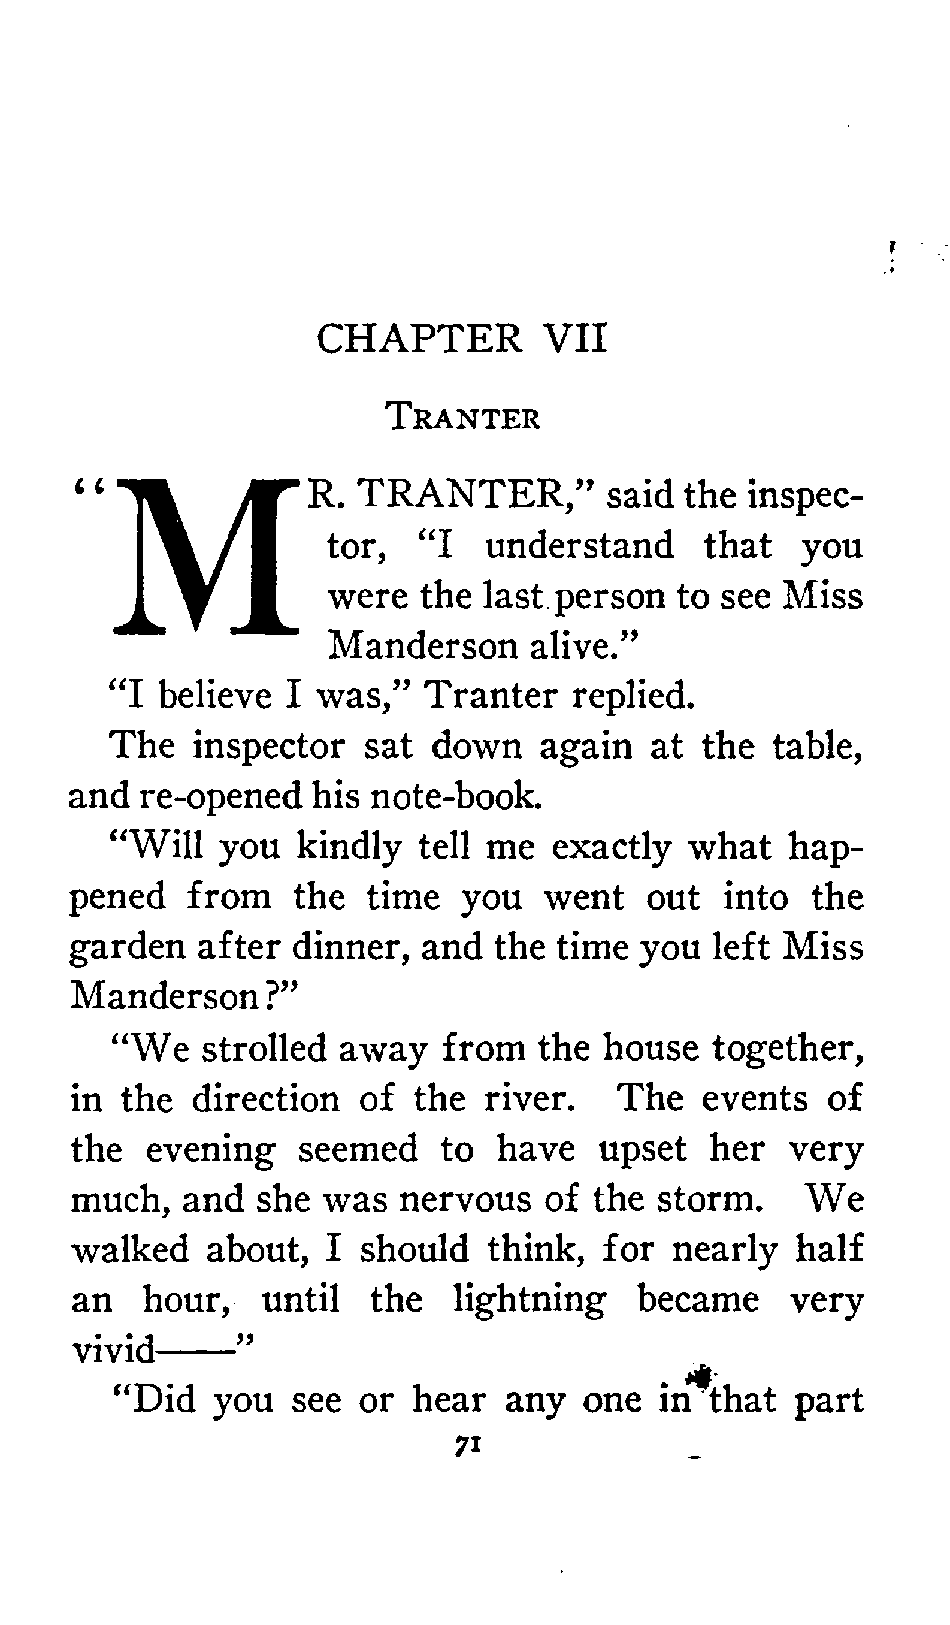 CHAPTER VII
TRANTER
“MR. TRANTER,” said the inspec-
tor, “I understand that you
were the last person to see Miss
Manderson alive.”
“I believe I was,” Tranter replied.
The inspector sat down again at the table,
and re-opened his note-book.
“Will you kindly tell me exactly what hap-
pened from the time you went out into the
garden after dinner, and the time you left Miss
Manderson?”
“We strolled away from the house together,
in the direction of the river. The events of
the evening seemed to have upset her very
much, and she was nervous of the storm. We
walked about, I should think, for nearly half
an hour, until the lightning became very
vivid——”
“Did you see or hear any one in that part
71